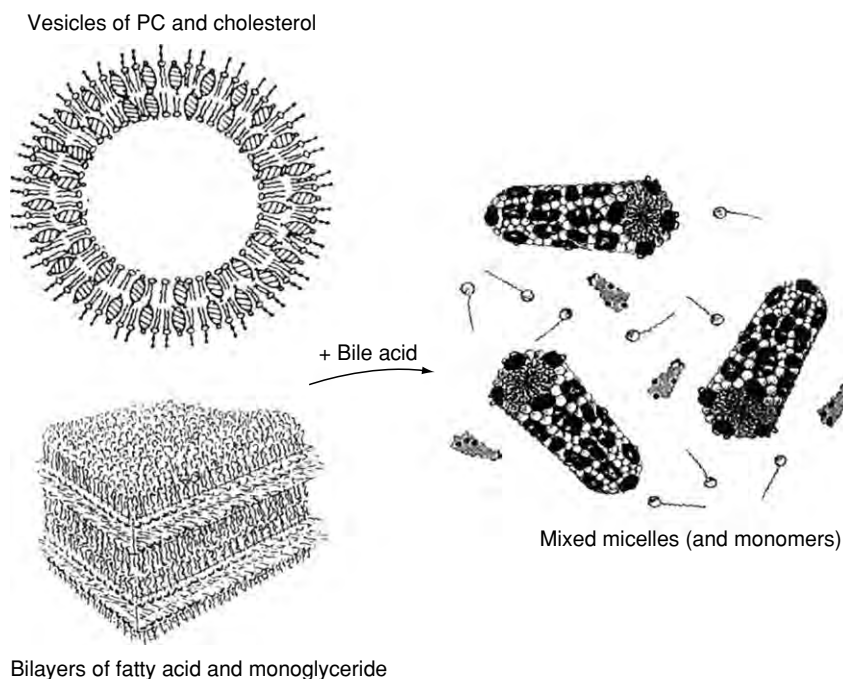 Vesicles of PC and cholesterol
+ Bile acid
Mixed micelles (and monomers)
Bilayers of fatty acid and monoglyceride